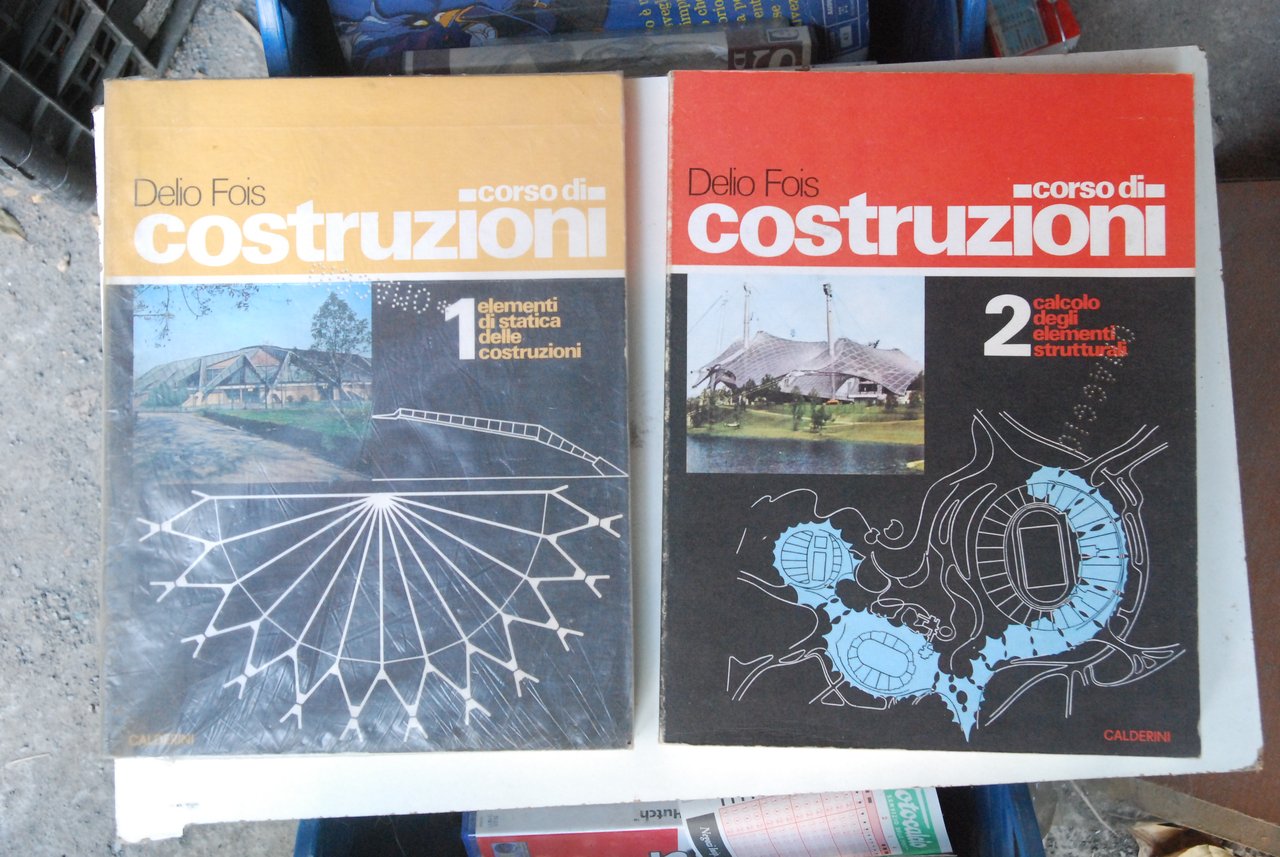 Delio Fois
corso di
costruzioni
1
elementi
di statica
delle
costruzioni
CALDERINI
Delio Fois
corso di
costruzioni
2
calcolo
degli
elementi
strutturali
CALDERINI
Hutch